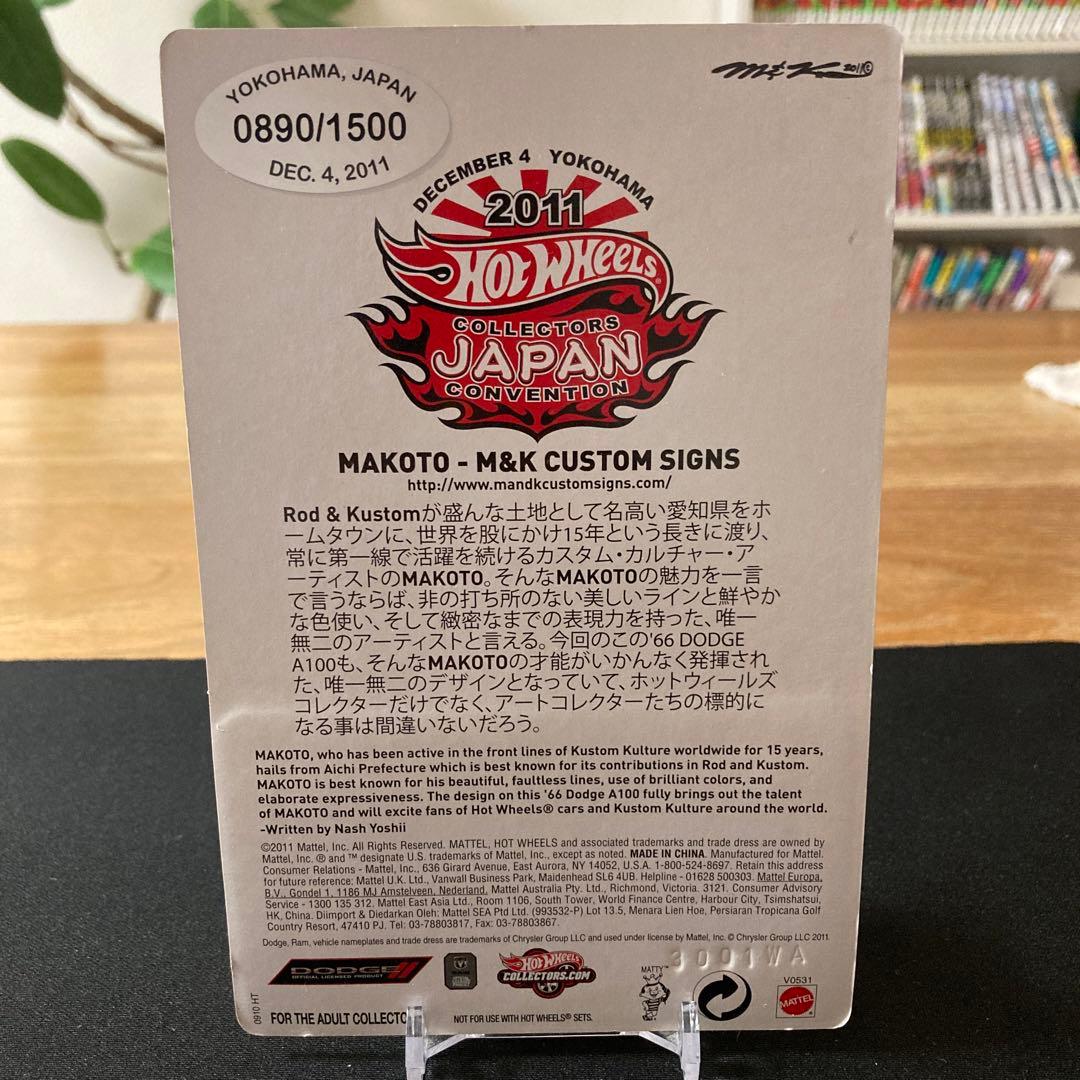 YOKOHAMA, JAPAN
0890/1500
DEC. 4, 2011
M&K 2011©
DECEMBER 4 YOKOHAMA
2011
HOT WHEELS®
COLLECTORS
JAPAN
CONVENTION
MAKOTO - M&K CUSTOM SIGNS
http://www.mandkcustomsigns.com/
Rod & Kustomが盛んな土地として名高い愛知県をホ
ームタウンに、世界を股にかけ15年という長きに渡り、
常に第一線で活躍を続けるカスタム・カルチャー・ア
ーティストのMAKOTO。そんなMAKOTOの魅力を一言
で言うならば、非の打ち所のない美しいラインと鮮やか
な色使い、そして緻密なまでの表現力を持った、唯一
無二のアーティストと言える。今回のこの'66 DODGE
A100も、そんなMAKOTOの才能がいかんなく発揮され
た、唯一無二のデザインとなっていて、ホットウィールズ
コレクターだけでなく、アートコレクターたちの標的に
なる事は間違いないだろう。
MAKOTO, who has been active in the front lines of Kustom Kulture worldwide for 15 years,
hails from Aichi Prefecture which is best known for its contributions in Rod and Kustom.
MAKOTO is best known for his beautiful, faultless lines, use of brilliant colors, and
elaborate expressiveness. The design on this '66 Dodge A100 fully brings out the talent
of MAKOTO and will excite fans of Hot Wheels® cars and Kustom Kulture around the world.
-Written by Nash Yoshii
©2011 Mattel, Inc. All Rights Reserved. MATTEL, HOT WHEELS and associated trademarks and trade dress are owned by
Mattel, Inc. ® and ™ designate U.S. trademarks of Mattel, Inc., except as noted. MADE IN CHINA. Manufactured for Mattel.
Consumer Relations - Mattel, Inc., 636 Girard Avenue, East Aurora, NY 14052, U.S.A. 1-800-524-8697. Retain this address
for future reference: Mattel U.K. Ltd., Vanwall Business Park, Maidenhead SL6 4UB. Helpline - 01628 500303. Mattel Europa,
B.V., Gondel 1, 1186 MJ Amstelveen, Nederland. Mattel Australia Pty. Ltd., Richmond, Victoria. 3121. Consumer Advisory
Service - 1300 135 312. Mattel East Asia Ltd., Room 1106, South Tower, World Finance Centre, Harbour City, Tsimshatsui,
HK, China. Diimport & Diedarkan Oleh: Mattel SEA Ptd Ltd. (993532-P) Lot 13.5, Menara Lien Hoe, Persiaran Tropicana Golf
Country Resort, 47410 PJ. Tel: 03-78803817, Fax: 03-78803867.
Dodge, Ram, vehicle nameplates and trade dress are trademarks of Chrysler Group LLC and used under license by Mattel, Inc. © Chrysler Group LLC 2011.
3001WA
DODGE
OFFICIAL LICENSED PRODUCT
HOT WHEELS
COLLECTORS.COM
MATTY™
V0531
MATTEL
0910 HT
FOR THE ADULT COLLECTO
NOT FOR USE WITH HOT WHEELS® SETS.